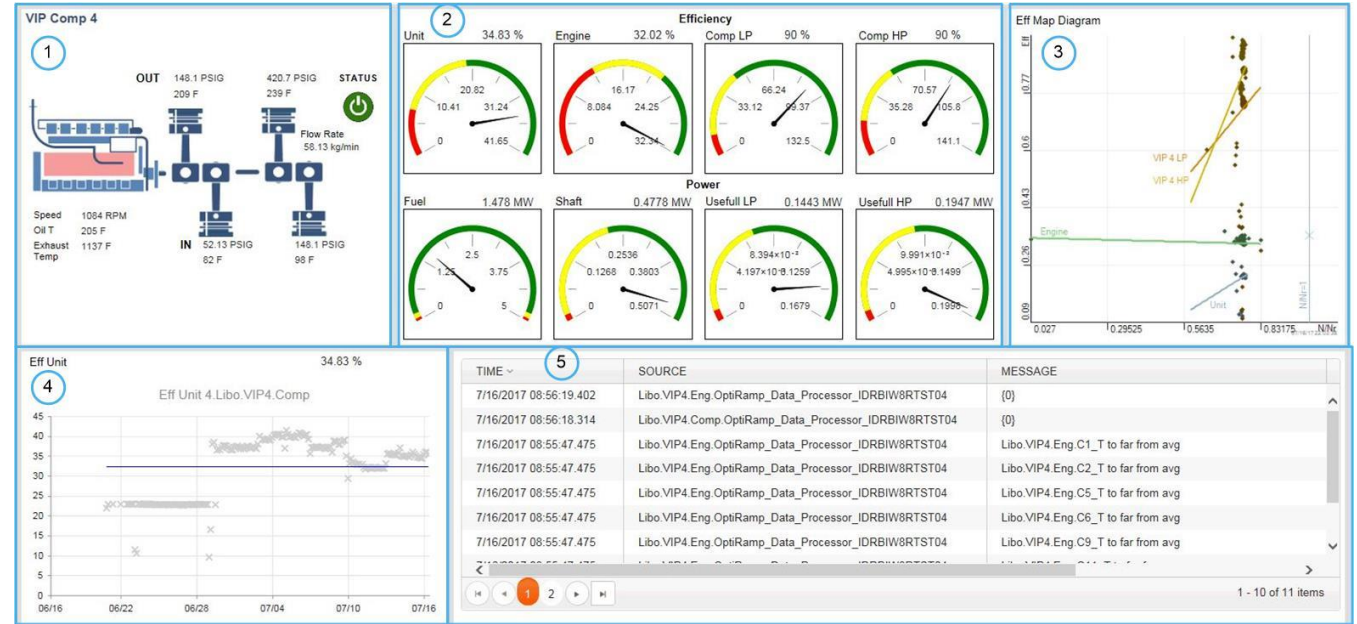 VIP Comp 4
1
OUT 148.1 PSIG 420.7 PSIG STATUS
209 F 239 F
Flow Rate
58.13 kg/min
Speed 1084 RPM
Oil T 205 F
Exhaust Temp 1137 F
IN 52.13 PSIG 148.1 PSIG
82 F 98 F
2
Efficiency
Unit 34.83 % Engine 32.02 % Comp LP 90 % Comp HP 90 %
20.82 16.17 66.24 70.57
10.41 31.24 8.084 24.25 33.12 99.37 35.28 105.8
0 41.65 0 32.34 0 132.5 0 141.1
Power
Fuel 1.478 MW Shaft 0.4778 MW Usefull LP 0.1443 MW Usefull HP 0.1947 MW
2.5 0.2536 8.394×10⁻² 9.991×10⁻²
1.25 3.75 0.1268 0.3803 0.1259 0.1499
0 5 0 0.5071 0 0.1679 0 0.1998
Eff Map Diagram
3
Eff
0.77
0.6
0.43
0.26
0.09
VIP 4 LP
VIP 4 HP
Engine
Unit
N/Nr=1
0.027 0.29525 0.5635 0.83175 N/Nr
Eff Unit 34.83 %
4
Eff Unit 4.Libo.VIP4.Comp
45
40
35
30
25
20
15
10
5
0
06/16 06/22 06/28 07/04 07/10 07/16
5
TIME SOURCE MESSAGE
7/16/2017 08:56:19.402 Libo.VIP4.Eng.OptiRamp_Data_Processor_IDRBIW8RTST04 {0}
7/16/2017 08:56:18.314 Libo.VIP4.Comp.OptiRamp_Data_Processor_IDRBIW8RTST04 {0}
7/16/2017 08:55:47.475 Libo.VIP4.Eng.OptiRamp_Data_Processor_IDRBIW8RTST04 Libo.VIP4.Eng.C1_T to far from avg
7/16/2017 08:55:47.475 Libo.VIP4.Eng.OptiRamp_Data_Processor_IDRBIW8RTST04 Libo.VIP4.Eng.C2_T to far from avg
7/16/2017 08:55:47.475 Libo.VIP4.Eng.OptiRamp_Data_Processor_IDRBIW8RTST04 Libo.VIP4.Eng.C5_T to far from avg
7/16/2017 08:55:47.475 Libo.VIP4.Eng.OptiRamp_Data_Processor_IDRBIW8RTST04 Libo.VIP4.Eng.C6_T to far from avg
7/16/2017 08:55:47.475 Libo.VIP4.Eng.OptiRamp_Data_Processor_IDRBIW8RTST04 Libo.VIP4.Eng.C9_T to far from avg
1 2 1 - 10 of 11 items